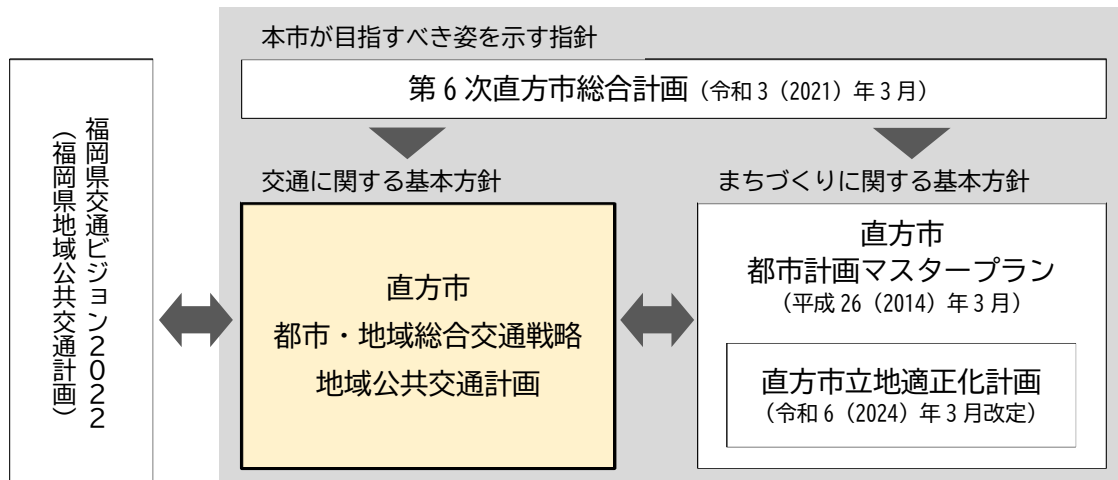 福岡県交通ビジョン２０２２
（福岡県地域公共交通計画）
本市が目指すべき姿を示す指針
第６次直方市総合計画（令和３（2021）年３月）
交通に関する基本方針
直方市
都市・地域総合交通戦略
地域公共交通計画
まちづくりに関する基本方針
直方市
都市計画マスタープラン
（平成26（2014）年３月）
直方市立地適正化計画
（令和６（2024）年３月改定）